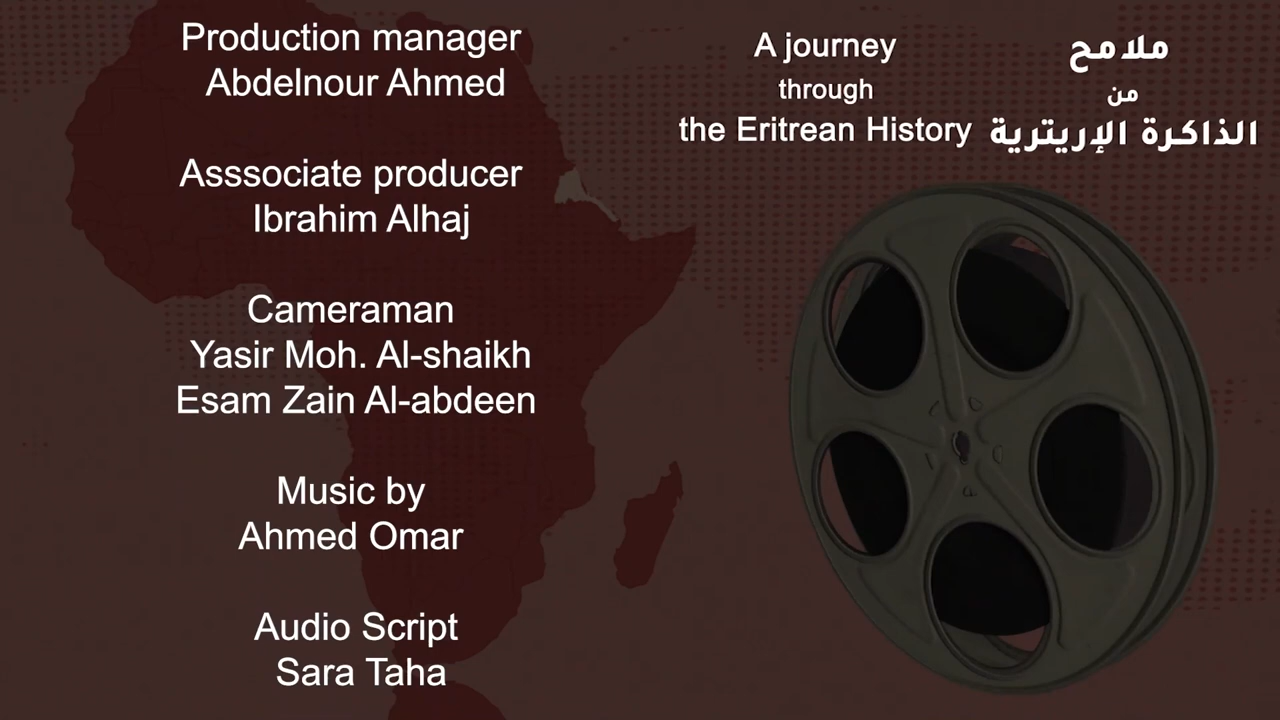 Production manager
Abdelnour Ahmed
Asssociate producer
Ibrahim Alhaj
Cameraman
Yasir Moh. Al-shaikh
Esam Zain Al-abdeen
Music by
Ahmed Omar
Audio Script
Sara Taha
A journey
through
the Eritrean History
ملامح
من
الذاكرة الإريترية